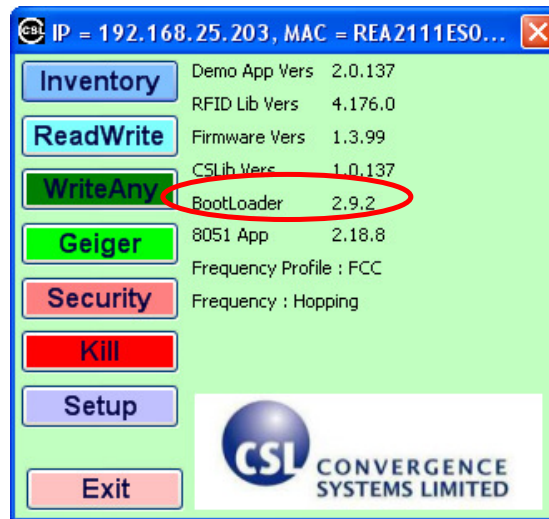 CSL IP = 192.168.25.203, MAC = REA2111ES0...
Inventory
ReadWrite
WriteAny
Geiger
Security
Kill
Setup
Exit
Demo App Vers 2.0.137
RFID Lib Vers 4.176.0
Firmware Vers 1.3.99
CSLib Vers 1.0.137
BootLoader 2.9.2
8051 App 2.18.8
Frequency Profile : FCC
Frequency : Hopping
CSL
CONVERGENCE
SYSTEMS LIMITED